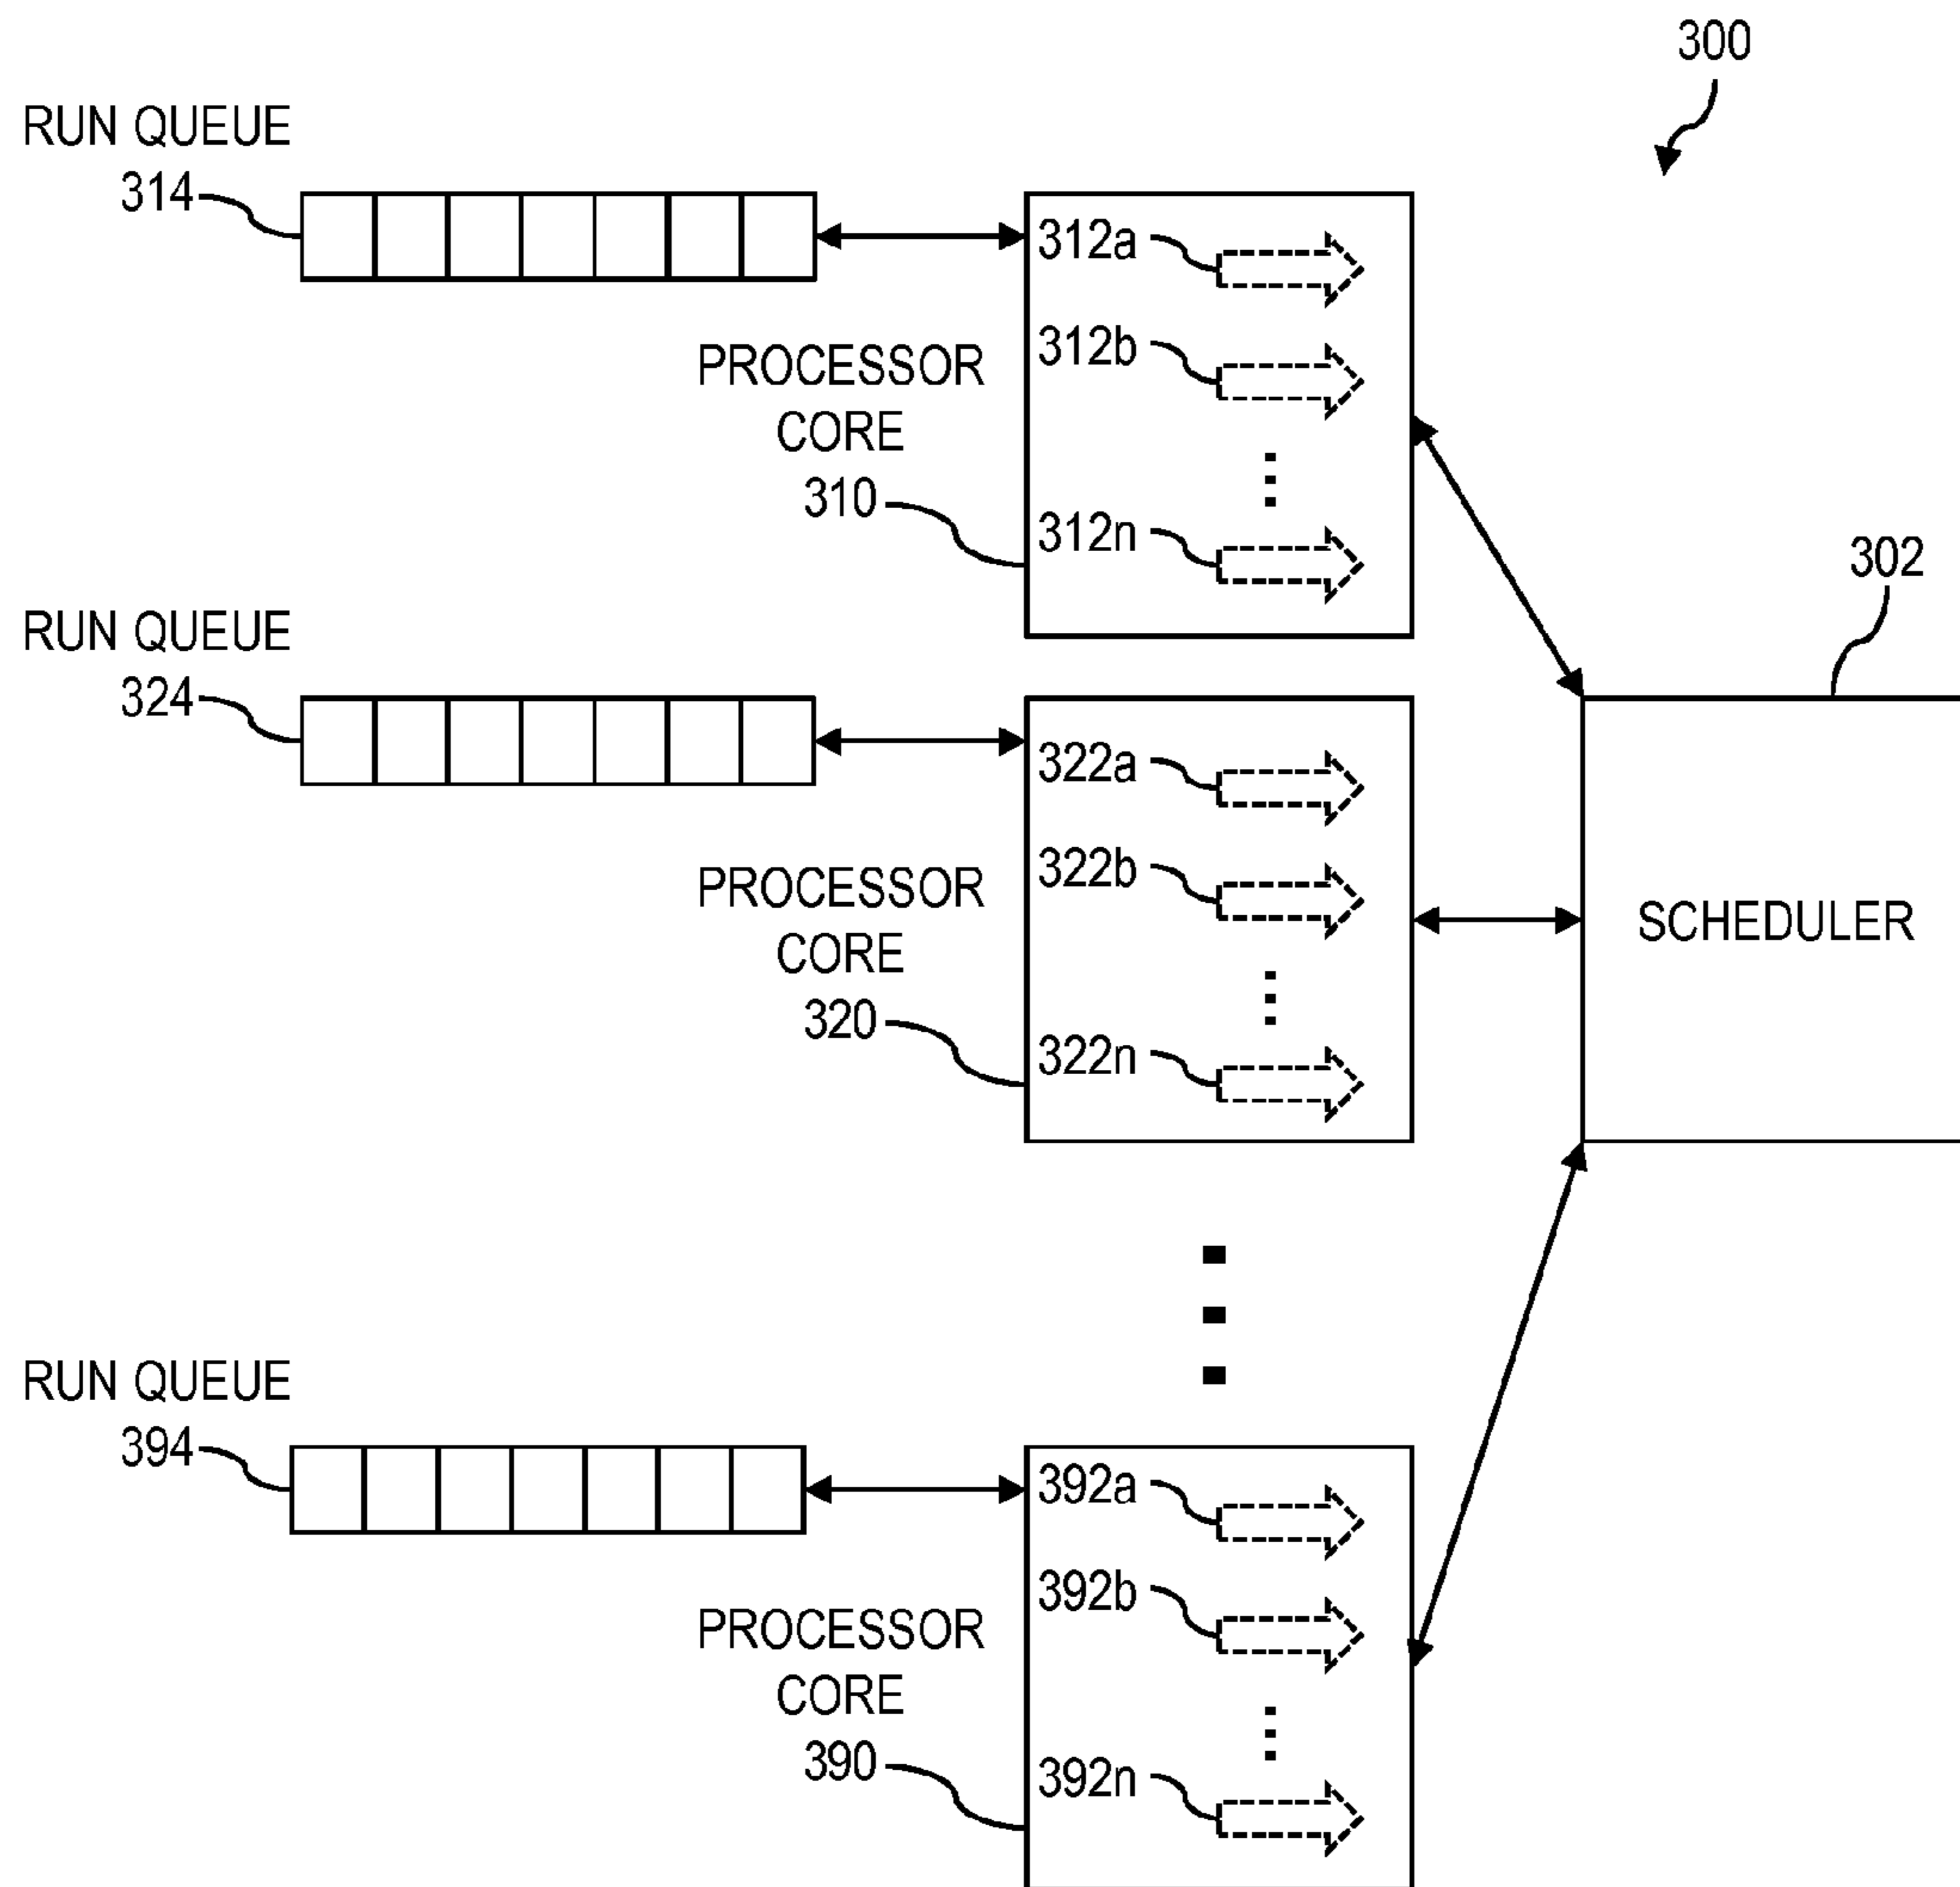 300
RUN QUEUE
314
312a
312b
PROCESSOR
CORE
310
312n
302
RUN QUEUE
324
322a
322b
PROCESSOR
CORE
320
322n
SCHEDULER
RUN QUEUE
394
392a
392b
PROCESSOR
CORE
390
392n